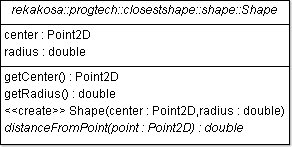 rekakosa::progtech::closestshape::shape::Shape
center : Point2D
radius : double
getCenter() : Point2D
getRadius() : double
<<create>> Shape(center : Point2D,radius : double)
distanceFromPoint(point : Point2D) : double